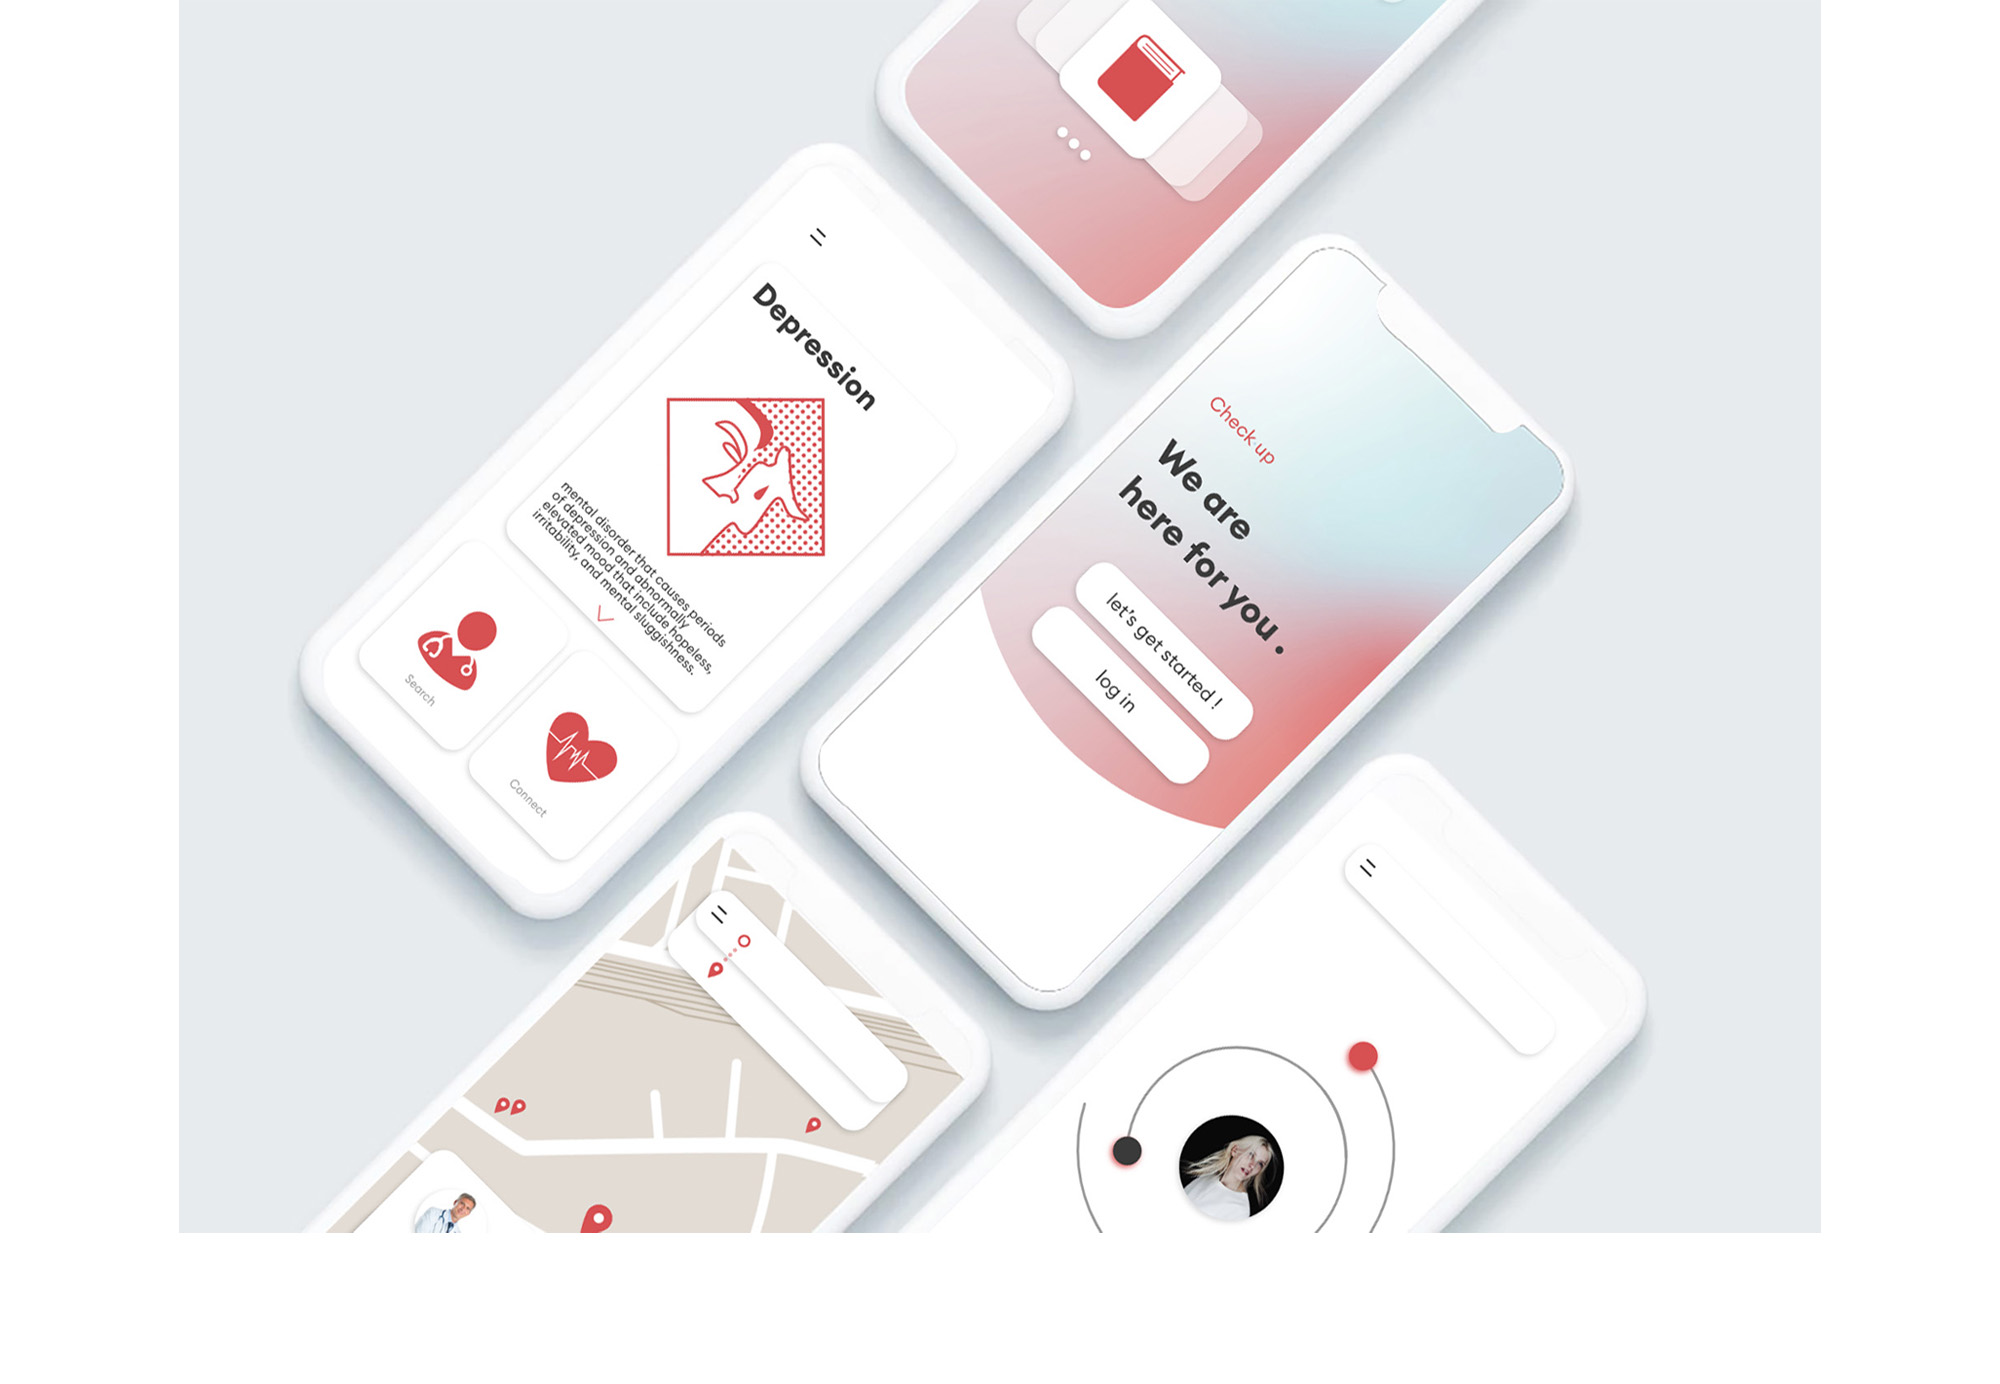 Depression
mental disorder that causes periods
of depression and abnormally
elevated mood that include hopeless,
irritability, and mental sluggishness.
Search
Connect
Check up
We are
here for you .
let's get started !
log in